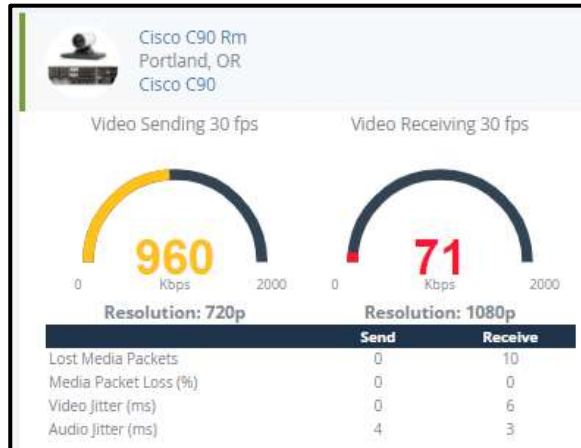 Cisco C90 Rm
Portland, OR
Cisco C90
Video Sending 30 fps Video Receiving 30 fps
960 71
0 Kbps 2000 0 Kbps 2000
Resolution: 720p Resolution: 1080p
Send Receive
Lost Media Packets 0 10
Media Packet Loss (%) 0 0
Video Jitter (ms) 0 6
Audio Jitter (ms) 4 3